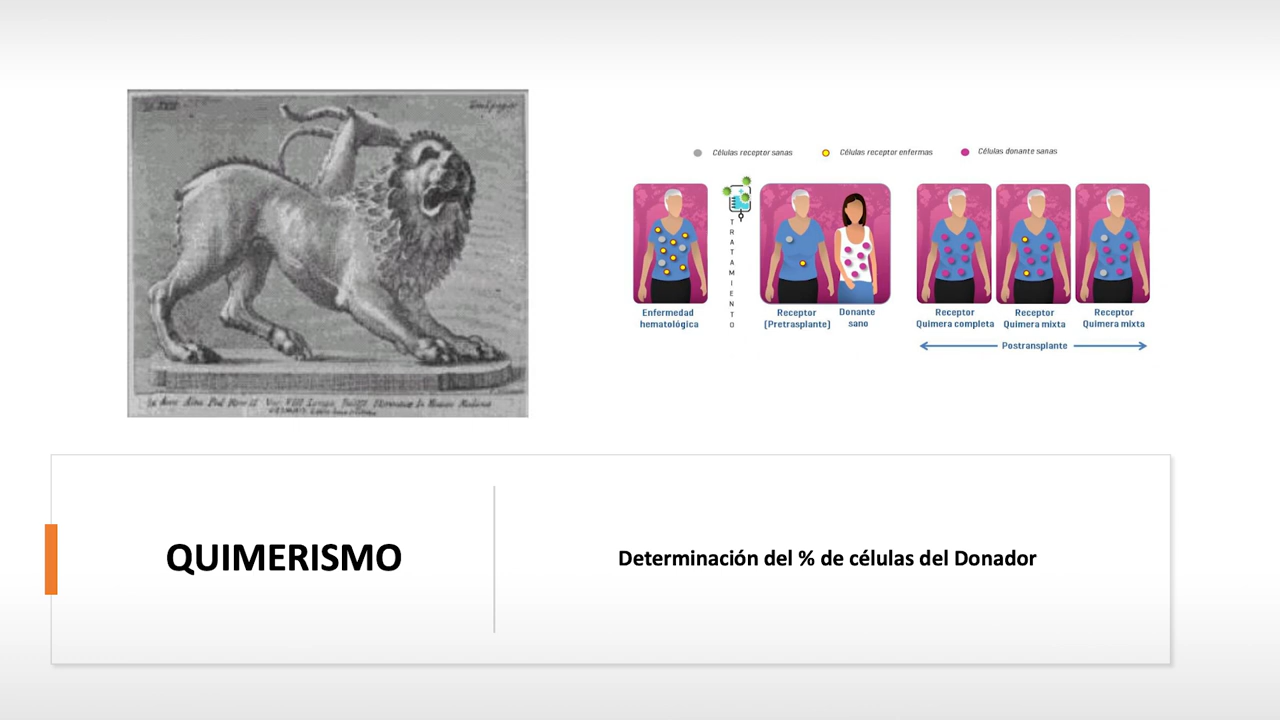 Células receptor sanas
Células receptor enfermas
Células donante sanas
TRATAMIENTO
Enfermedad
hematológica
Receptor
(Pretrasplante)
Donante
sano
Receptor
Quimera completa
Receptor
Quimera mixta
Receptor
Quimera mixta
Postransplante
QUIMERISMO
Determinación del % de células del Donador